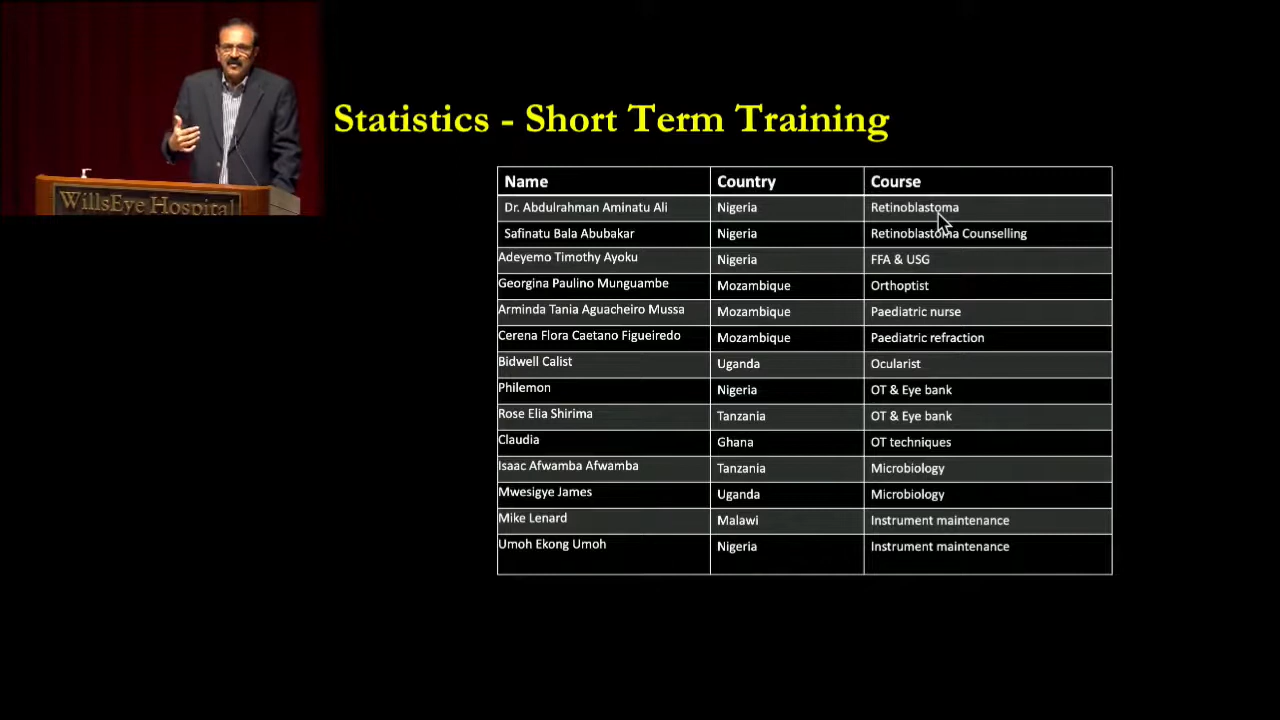 Statistics - Short Term Training
WillsEye Hospital
Name Country Course
Dr. Abdulrahman Aminatu Ali Nigeria Retinoblastoma
Safinatu Bala Abubakar Nigeria Retinoblastoma Counselling
Adeyemo Timothy Ayoku Nigeria FFA & USG
Georgina Paulino Munguambe Mozambique Orthoptist
Arminda Tania Aguacheiro Mussa Mozambique Paediatric nurse
Cerena Flora Caetano Figueiredo Mozambique Paediatric refraction
Bidwell Calist Uganda Ocularist
Philemon Nigeria OT & Eye bank
Rose Elia Shirima Tanzania OT & Eye bank
Claudia Ghana OT techniques
Isaac Afwamba Afwamba Tanzania Microbiology
Mwesigye James Uganda Microbiology
Mike Lenard Malawi Instrument maintenance
Umoh Ekong Umoh Nigeria Instrument maintenance